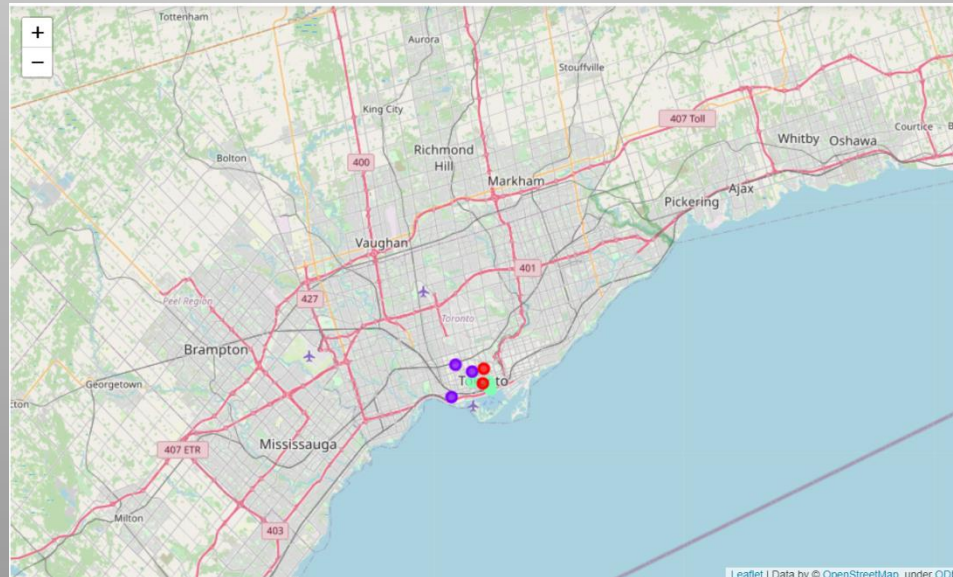 +
−
Tottenham
Aurora
Stouffville
King City
407 Toll
Whitby
Oshawa
Courtice
Richmond
Hill
Bolton
400
Markham
Ajax
Pickering
Vaughan
401
427
Peel Region
Toronto
Brampton
Georgetown
Mississauga
407 ETR
Milton
403
Leaflet | Data by © OpenStreetMap, under